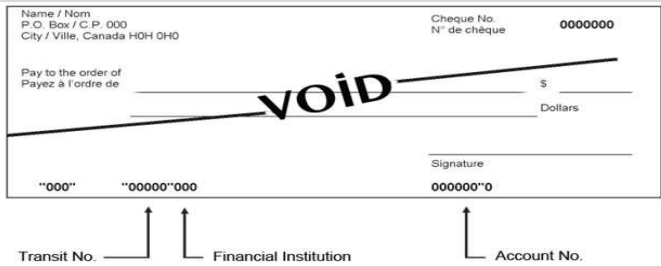 Name / Nom
P.O. Box / C.P. 000
City / Ville, Canada H0H 0H0
Cheque No.
N° de chèque
0000000
Pay to the order of
Payez à l'ordre de
$
VOiD
Dollars
Signature
"000" "00000"000 000000"0
Transit No. Financial Institution Account No.